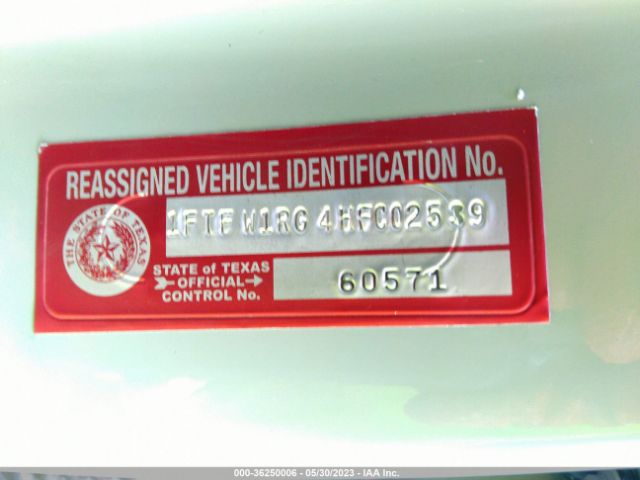 REASSIGNED VEHICLE IDENTIFICATION No.
THE STATE OF TEXAS
1FTFW1RG4HFC02539
STATE of TEXAS
OFFICIAL
CONTROL No.
60571
000-36250006 - 05/30/2023 - IAA Inc.